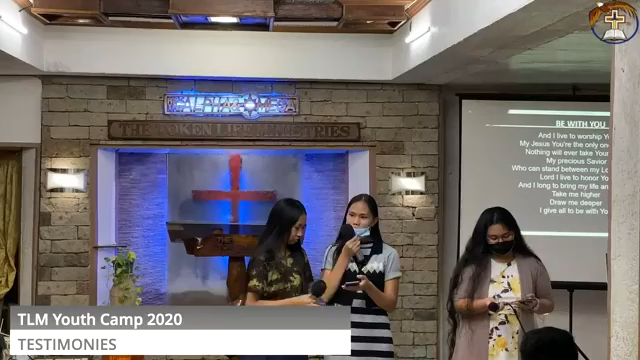 ALPHA OMEGA
THE TOKEN LIFE MINISTRIES
BE WITH YOU
And I live to worship Y
My Jesus You're the only on
Nothing will ever take Your
My precious Savior
Who can stand between my Lo
Lord I live to honor Yo
And I long to bring my life an
Take me higher
Draw me deeper
I give all to be with Yo
TLM Youth Camp 2020
TESTIMONIES